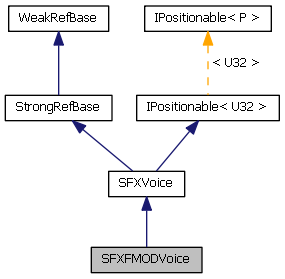 WeakRefBase
IPositionable< P >
< U32 >
StrongRefBase
IPositionable< U32 >
SFXVoice
SFXFMODVoice